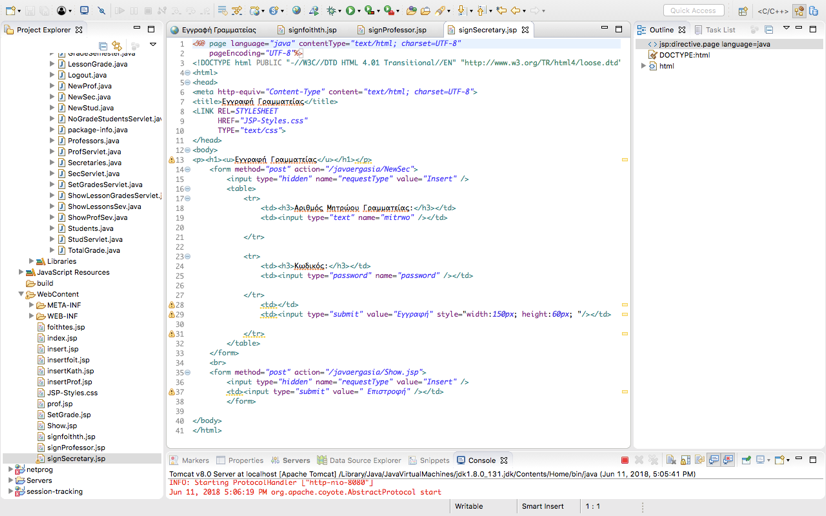 Quick Access
<C/C++>
Project Explorer
GradeSemester.java
LessonGrade.java
Logout.java
NewProf.java
NewSec.java
NewStud.java
NoGradeStudentsServlet.java
package-info.java
Professors.java
ProfServlet.java
Secretaries.java
SecServlet.java
SetGradesServlet.java
ShowLessonGradesServlet.java
ShowLessonsSev.java
ShowProfSev.java
Students.java
StudServlet.java
TotalGrade.java
Libraries
JavaScript Resources
build
WebContent
META-INF
WEB-INF
foithtes.jsp
index.jsp
insert.jsp
insertfoit.jsp
insertKath.jsp
insertProf.jsp
JSP-Styles.css
prof.jsp
SetGrade.jsp
Show.jsp
signfoithth.jsp
signProfessor.jsp
signSecretary.jsp
netprog
Servers
session-tracking
Εγγραφή Γραμματείας
signfoithth.jsp
signProfessor.jsp
signSecretary.jsp
1 <%@ page language="java" contentType="text/html; charset=UTF-8"
2 pageEncoding="UTF-8"%>
3 <!DOCTYPE html PUBLIC "-//W3C//DTD HTML 4.01 Transitional//EN" "http://www.w3.org/TR/html4/loose.dtd"
4 <html>
5 <head>
6 <meta http-equiv="Content-Type" content="text/html; charset=UTF-8">
7 <title>Εγγραφή Γραμματείας</title>
8 <LINK REL=STYLESHEET
9 HREF="JSP-Styles.css"
10 TYPE="text/css">
11 </head>
12 <body>
13 <p><h1><u>Εγγραφή Γραμματείας</u></h1></p>
14 <form method="post" action="/javaergasia/NewSec">
15 <input type="hidden" name="requestType" value="Insert" />
16 <table>
17 <tr>
18 <td><h3>Αριθμός Μητρώου Γραμματείας:</h3></td>
19 <td><input type="text" name="mitrwo" /></td>
20
21 </tr>
22
23 <tr>
24 <td><h3>Κωδικός:</h3></td>
25 <td><input type="password" name="password" /></td>
26
27 </tr>
28 <td></td>
29 <td><input type="submit" value="Εγγραφή" style="width:150px; height:60px; "/></td>
30
31 </tr>
32 </table>
33 </form>
34 <br>
35 <form method="post" action="/javaergasia/Show.jsp">
36 <input type="hidden" name="requestType" value="Insert" />
37 <td><input type="submit" value=" Επιστροφή" /></td>
38 </form>
39
40 </body>
41 </html>
Outline
Task List
jsp:directive.page language=java
DOCTYPE:html
html
Markers
Properties
Servers
Data Source Explorer
Snippets
Console
Tomcat v8.0 Server at localhost [Apache Tomcat] /Library/Java/JavaVirtualMachines/jdk1.8.0_131.jdk/Contents/Home/bin/java (Jun 11, 2018, 5:05:41 PM)
INFO: Starting ProtocolHandler ["http-nio-8080"]
Jun 11, 2018 5:06:19 PM org.apache.coyote.AbstractProtocol start
Writable
Smart Insert
1 : 1